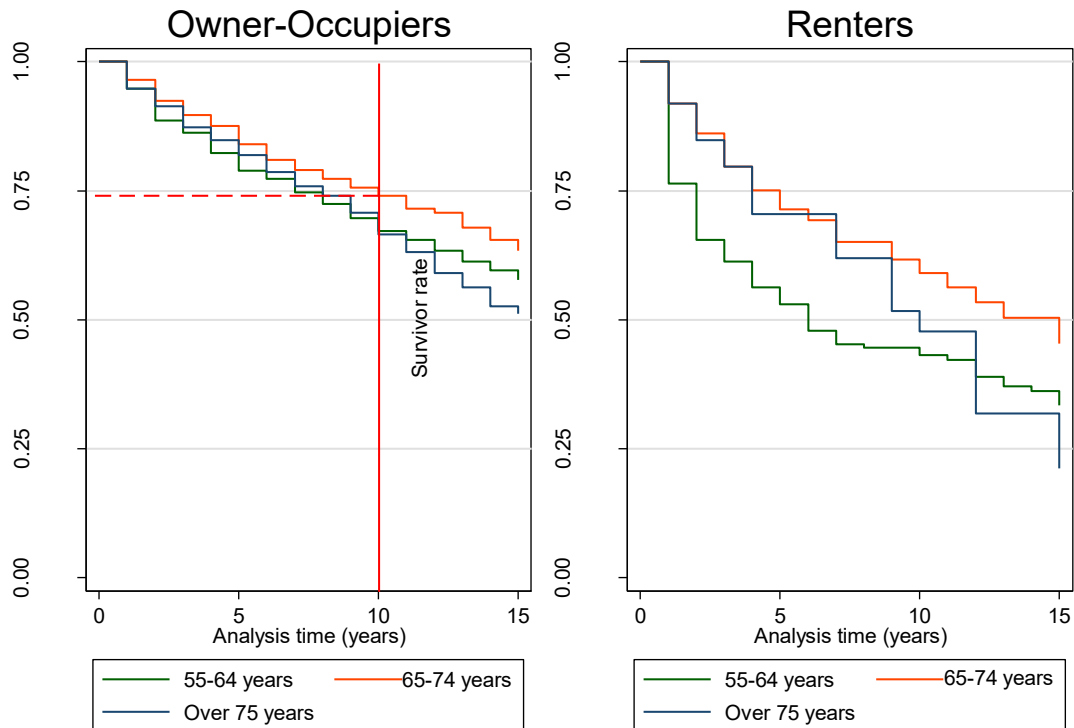 Owner-Occupiers
1.00
0.75
0.50
0.25
0.00
Survivor rate
0 5 10 15
Analysis time (years)
55-64 years 65-74 years
Over 75 years
Renters
1.00
0.75
0.50
0.25
0.00
0 5 10 15
Analysis time (years)
55-64 years 65-74 years
Over 75 years